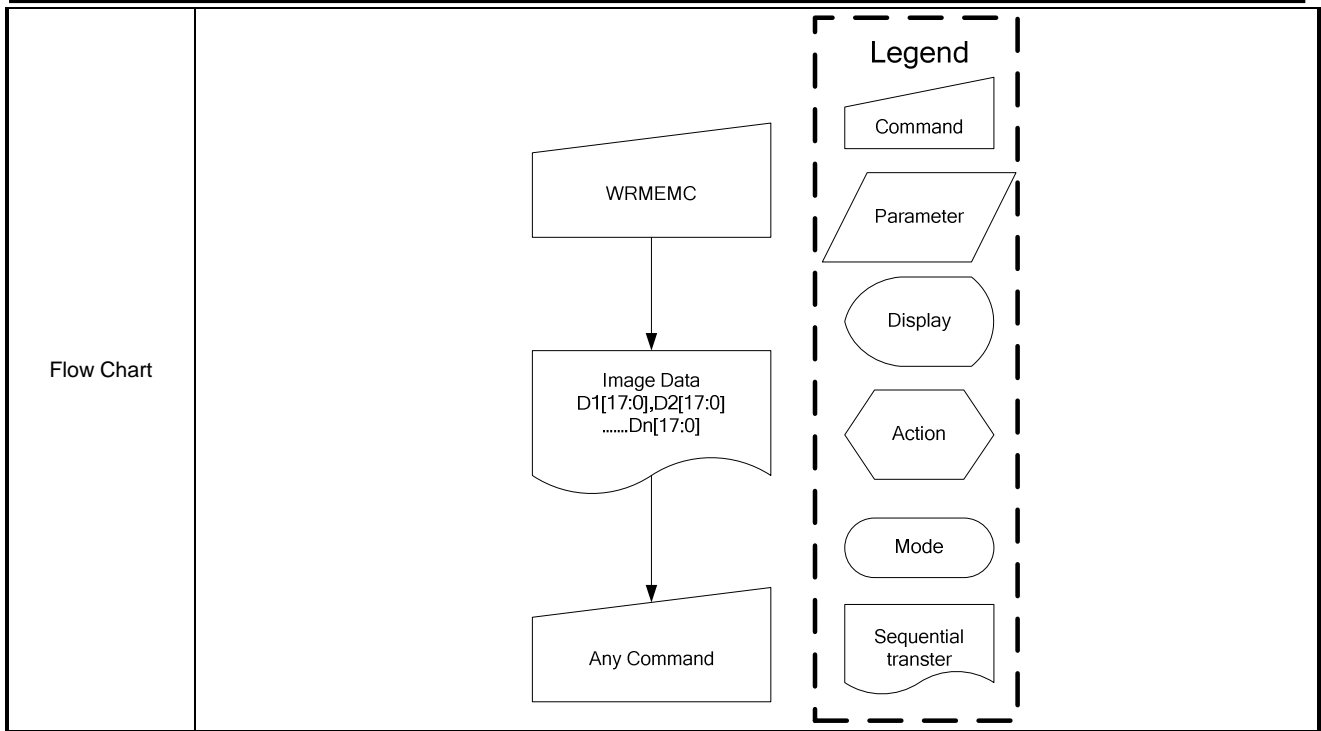 Flow Chart
WRMEMC
Image Data
D1[17:0],D2[17:0]
.......Dn[17:0]
Any Command
Legend
Command
Parameter
Display
Action
Mode
Sequential
transter